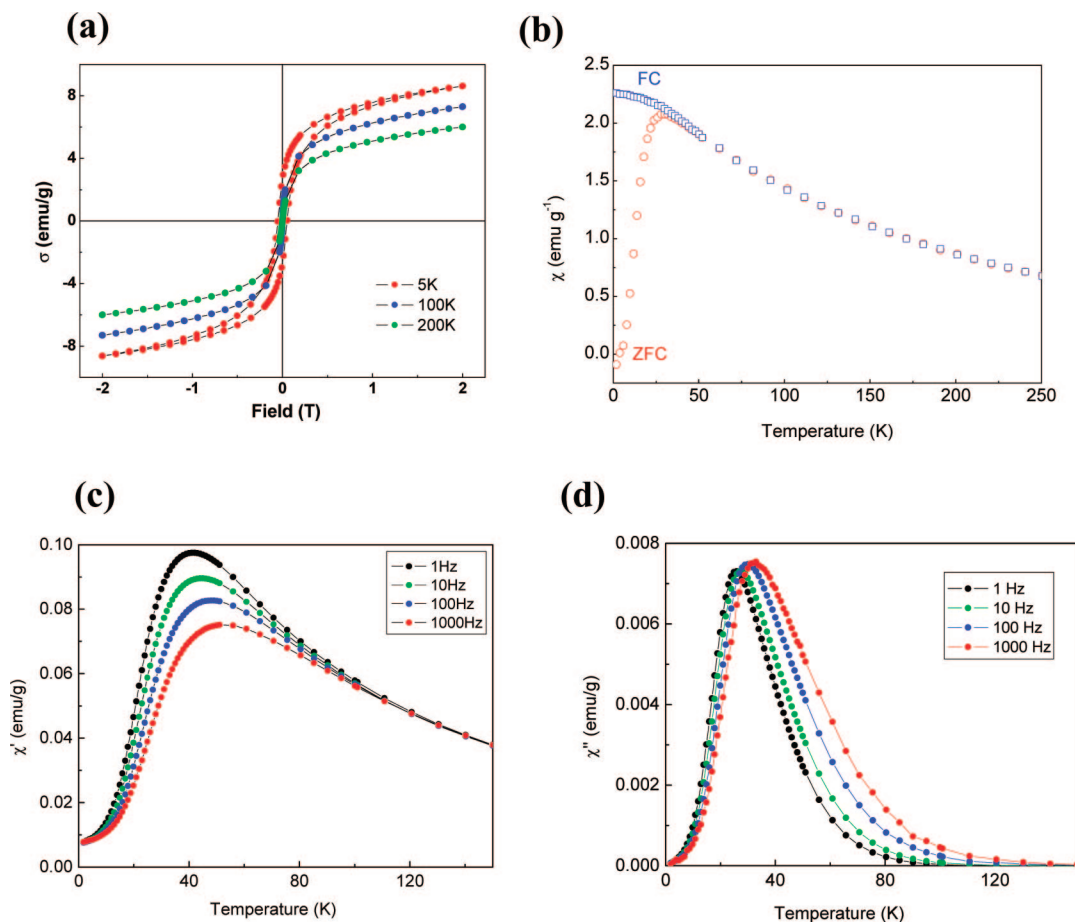 (a)
σ (emu/g)
8
4
0
-4
-8
-2
-1
0
1
2
Field (T)
5K
100K
200K
(b)
χ (emu g⁻¹)
2.5
2.0
1.5
1.0
0.5
0.0
FC
ZFC
0
50
100
150
200
250
Temperature (K)
(c)
χ' (emu/g)
0.10
0.08
0.06
0.04
0.02
0.00
0
40
80
120
Temperature (K)
1Hz
10Hz
100Hz
1000Hz
(d)
χ'' (emu/g)
0.008
0.006
0.004
0.002
0.000
0
40
80
120
Temperature (K)
1 Hz
10 Hz
100 Hz
1000 Hz